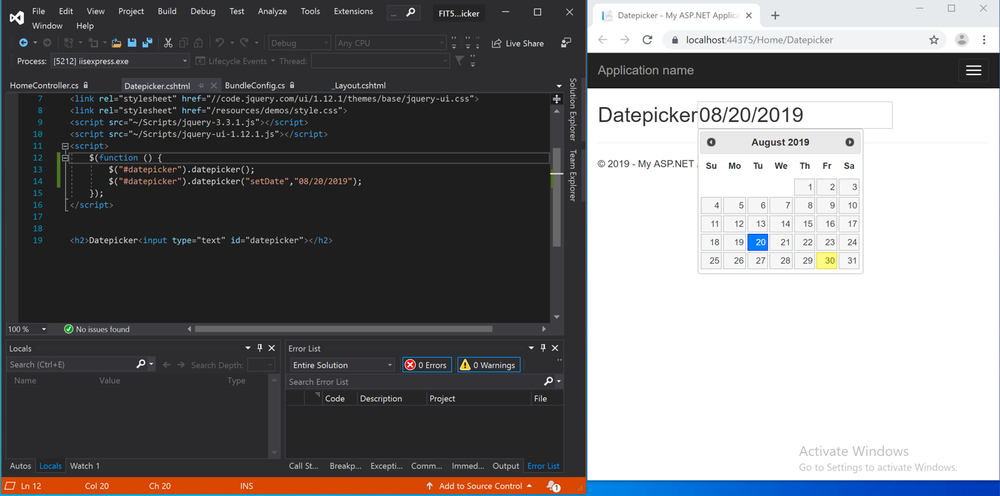 File Edit View Project Build Debug Test Analyze Tools Extensions ... FIT5...icker
Window Help
Debug Any CPU Live Share
Process: [5212] iisexpress.exe Lifecycle Events Thread:
HomeController.cs Datepicker.cshtml BundleConfig.cs _Layout.cshtml
7 <link rel="stylesheet" href="//code.jquery.com/ui/1.12.1/themes/base/jquery-ui.css">
8 <link rel="stylesheet" href="/resources/demos/style.css">
9 <script src="~/Scripts/jquery-3.3.1.js"></script>
10 <script src="~/Scripts/jquery-ui-1.12.1.js"></script>
11 <script>
12 $(function () {
13 $("#datepicker").datepicker();
14 $("#datepicker").datepicker("setDate","08/20/2019");
15 });
16 </script>
17
18
19 <h2>Datepicker<input type="text" id="datepicker"></h2>
Solution Explorer
Team Explorer
100 % No issues found
Locals
Search (Ctrl+E) Search Depth:
Name Value Type
Autos Locals Watch 1
Error List
Entire Solution 0 Errors 0 Warnings
Search Error List
Code Description Project File
Call St... Breakp... Excepti... Comm... Immed... Output Error List
Ln 12 Col 20 Ch 20 INS Add to Source Control 1
Datepicker - My ASP.NET Applica
localhost:44375/Home/Datepicker
Application name
Datepicker 08/20/2019
August 2019
Su Mo Tu We Th Fr Sa
1 2 3
4 5 6 7 8 9 10
11 12 13 14 15 16 17
18 19 20 21 22 23 24
25 26 27 28 29 30 31
© 2019 - My ASP.NET
Activate Windows
Go to Settings to activate Windows.